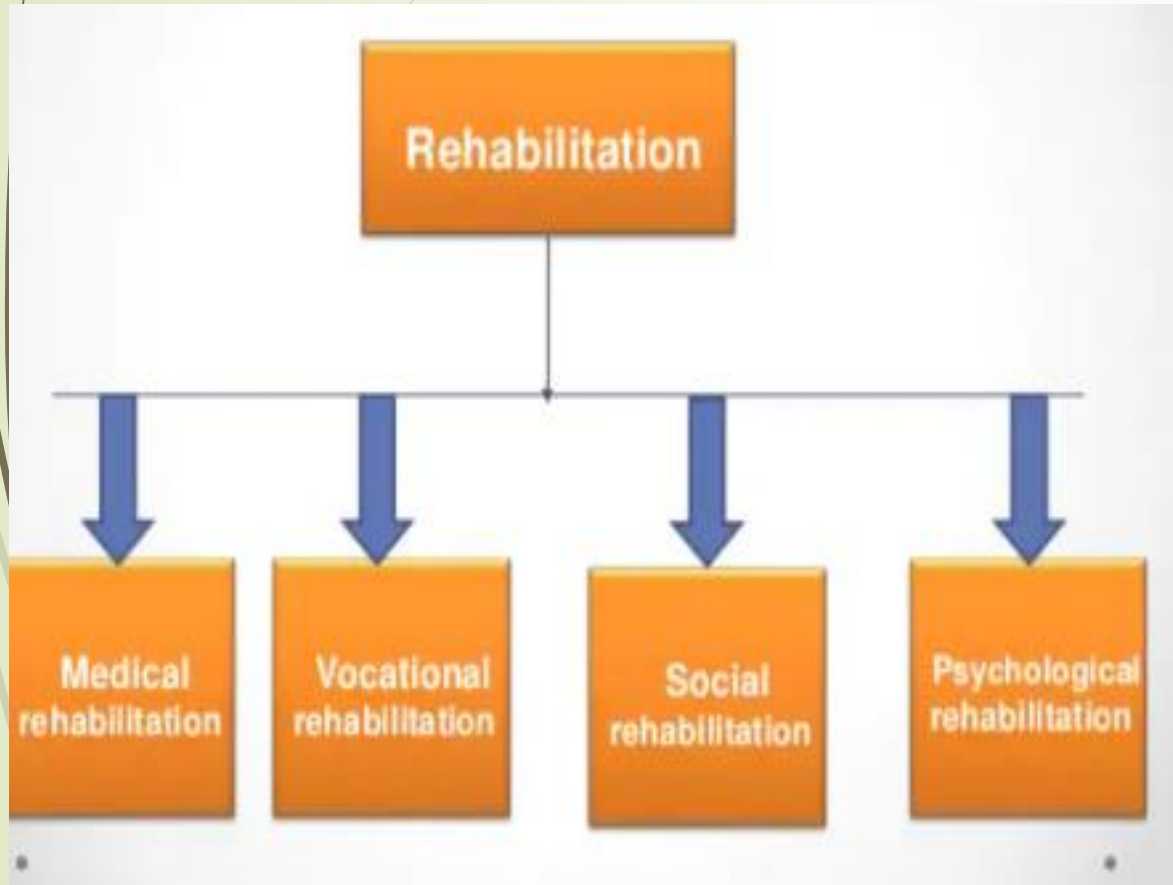 Rehabilitation
Medical
rehabilitation
Vocational
rehabilitation
Social
rehabilitation
Psychological
rehabilitation